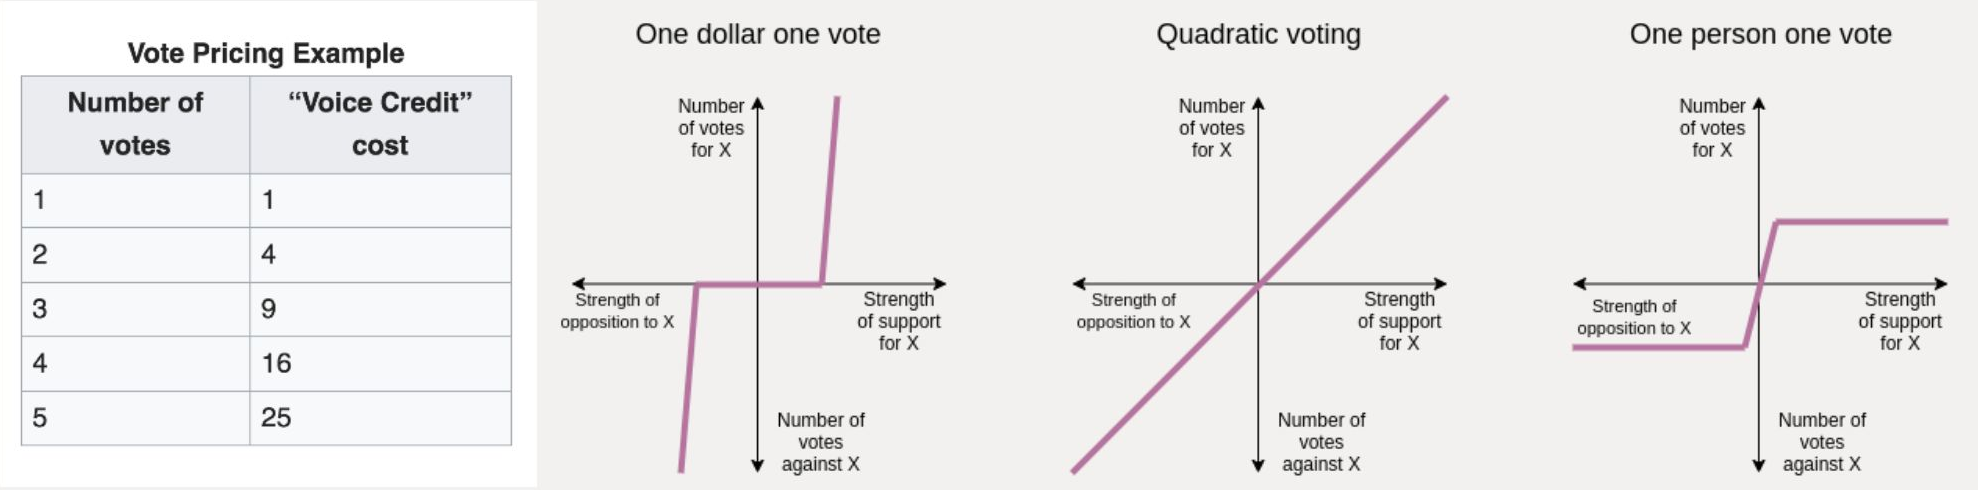 Vote Pricing Example
Number of
votes
“Voice Credit”
cost
1
1
2
4
3
9
4
16
5
25
One dollar one vote
Number
of votes
for X
Strength of
opposition to X
Strength
of support
for X
Number of
votes
against X
Quadratic voting
Number
of votes
for X
Strength of
opposition to X
Strength
of support
for X
Number of
votes
against X
One person one vote
Number
of votes
for X
Strength of
opposition to X
Strength
of support
for X
Number of
votes
against X